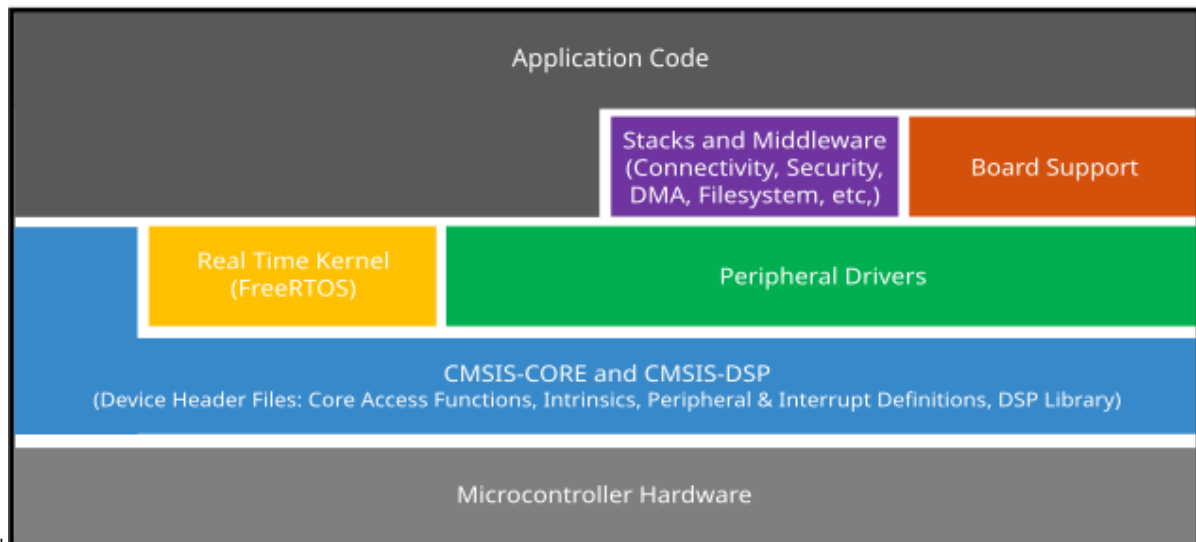 Application Code
Stacks and Middleware
(Connectivity, Security,
DMA, Filesystem, etc,)
Board Support
Real Time Kernel
(FreeRTOS)
Peripheral Drivers
CMSIS-CORE and CMSIS-DSP
(Device Header Files: Core Access Functions, Intrinsics, Peripheral & Interrupt Definitions, DSP Library)
Microcontroller Hardware